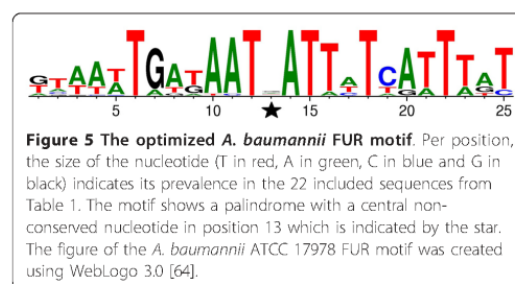 5 10 15 20 25
Figure 5 The optimized A. baumannii FUR motif. Per position,
the size of the nucleotide (T in red, A in green, C in blue and G in
black) indicates its prevalence in the 22 included sequences from
Table 1. The motif shows a palindrome with a central non-
conserved nucleotide in position 13 which is indicated by the star.
The figure of the A. baumannii ATCC 17978 FUR motif was created
using WebLogo 3.0 [64].